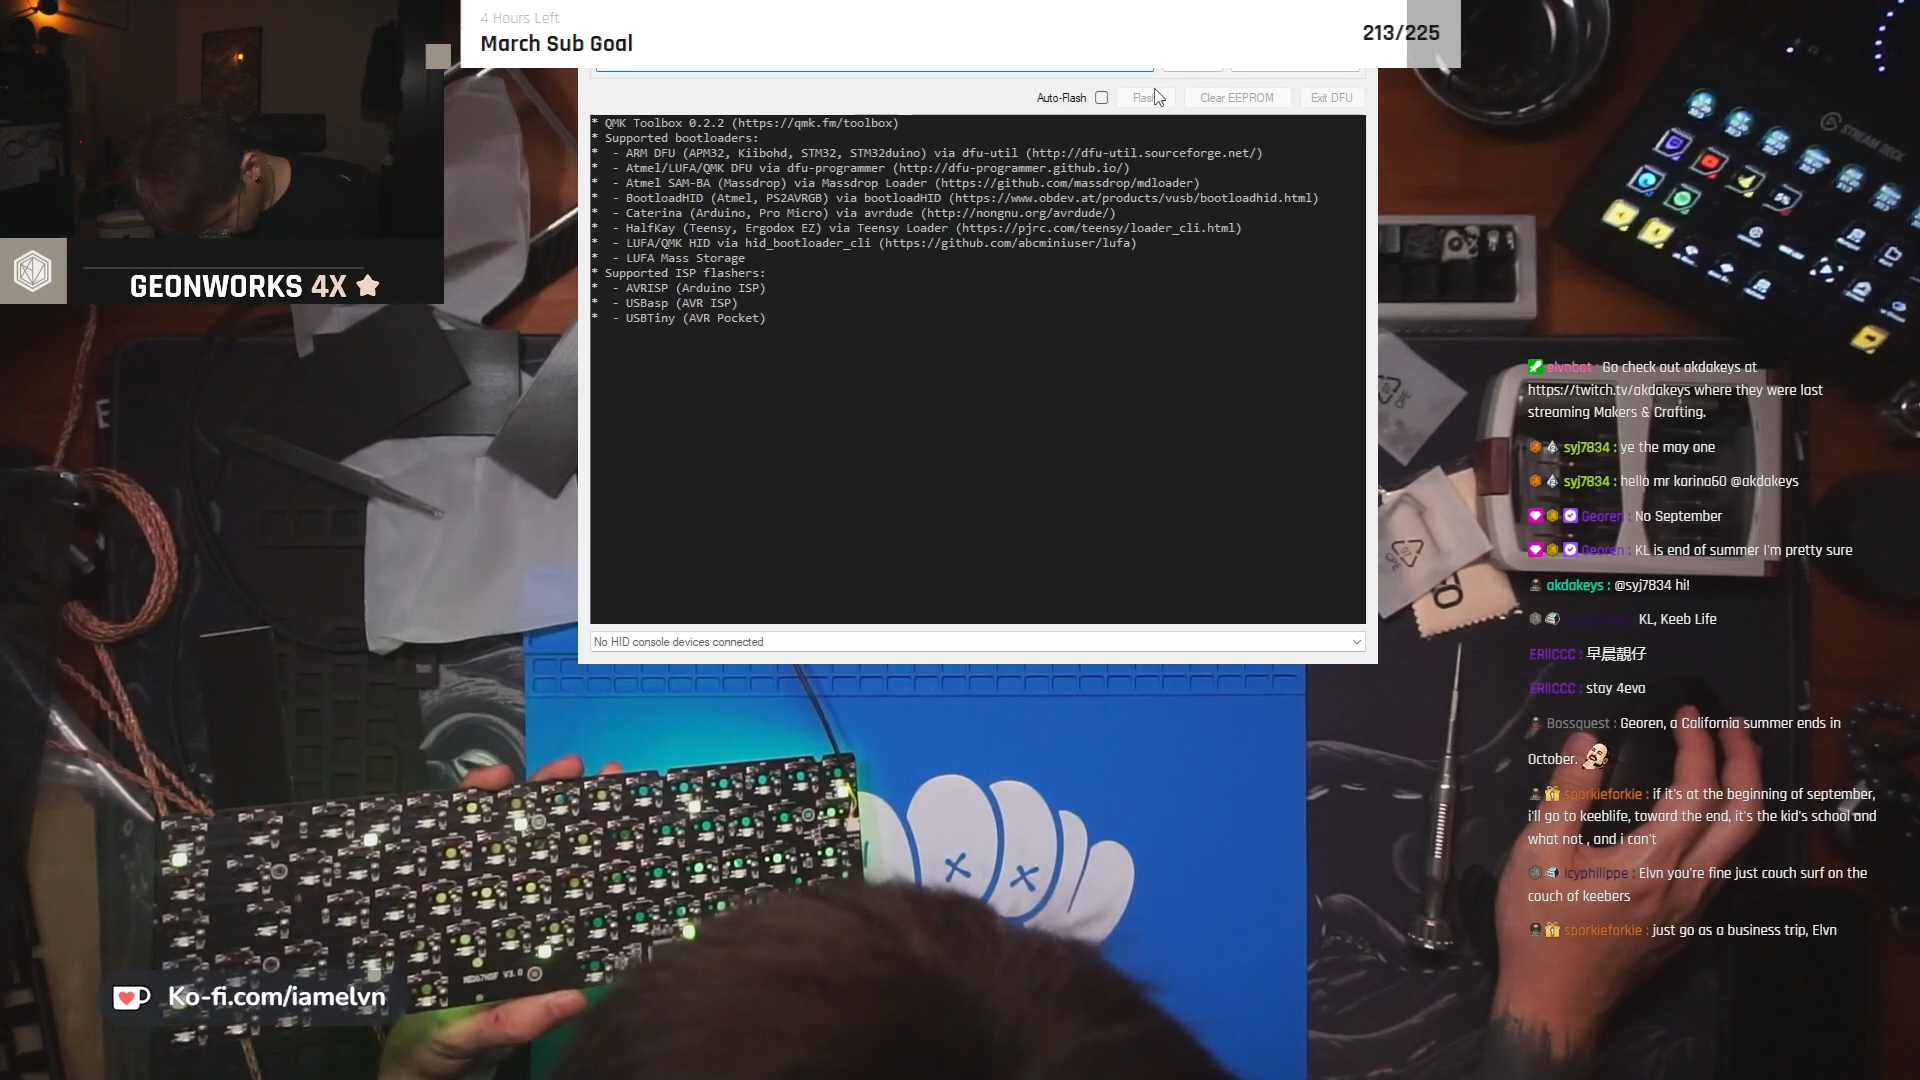 4 Hours Left
March Sub Goal
213/225
GEONWORKS 4X
Auto-Flash
Flash
Clear EEPROM
Exit DFU
* QMK Toolbox 0.2.2 (https://qmk.fm/toolbox)
* Supported bootloaders:
*  - ARM DFU (APM32, Kiibohd, STM32, STM32duino) via dfu-util (http://dfu-util.sourceforge.net/)
*  - Atmel/LUFA/QMK DFU via dfu-programmer (http://dfu-programmer.github.io/)
*  - Atmel SAM-BA (Massdrop) via Massdrop Loader (https://github.com/massdrop/mdloader)
*  - BootloadHID (Atmel, PS2AVRGB) via bootloadHID (https://www.obdev.at/products/vusb/bootloadhid.html)
*  - Caterina (Arduino, Pro Micro) via avrdude (http://nongnu.org/avrdude/)
*  - HalfKay (Teensy, Ergodox EZ) via Teensy Loader (https://pjrc.com/teensy/loader_cli.html)
*  - LUFA/QMK HID via hid_bootloader_cli (https://github.com/abcminiuser/lufa)
*  - LUFA Mass Storage
* Supported ISP flashers:
*  - AVRISP (Arduino ISP)
*  - USBasp (AVR ISP)
*  - USBTiny (AVR Pocket)
No HID console devices connected
STREAM DECK
elvnbot : Go check out akdakeys at
https://twitch.tv/akdakeys where they were last
streaming Makers & Crafting.
syj7834 : ye the may one
syj7834 : hello mr karina60 @akdakeys
Georen : No September
Georen : KL is end of summer I'm pretty sure
akdakeys : @syj7834 hi!
KL, Keeb Life
ERIICCC : 早晨靚仔
ERIICCC : stay 4eva
Bossquest : Georen, a California summer ends in
October.
sporkieforkie : if it's at the beginning of september,
i'll go to keeblife, toward the end, it's the kid's school and
what not , and i can't
icyphilippe : Elvn you're fine just couch surf on the
couch of keebers
sporkieforkie : just go as a business trip, Elvn
Ko-fi.com/iamelvn